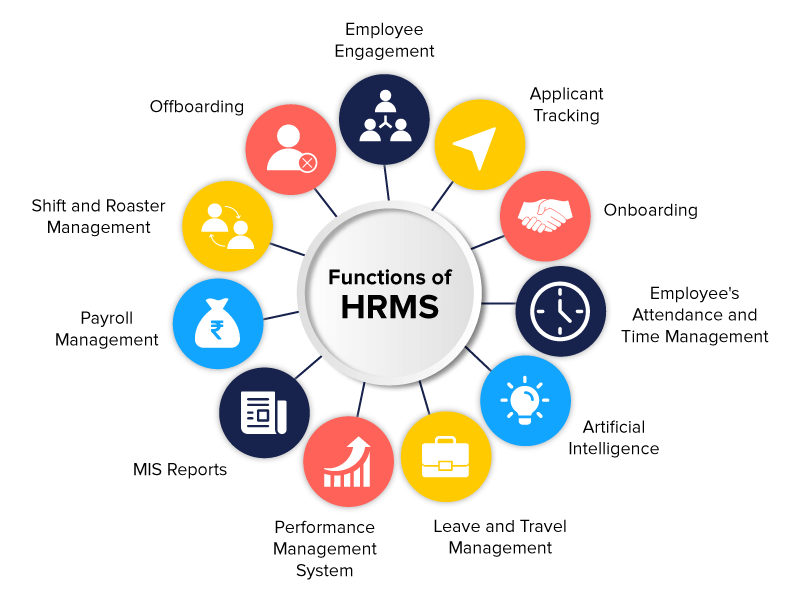 Employee
Engagement
Applicant
Tracking
Onboarding
Employee's
Attendance and
Time Management
Artificial
Intelligence
Leave and Travel
Management
Performance
Management
System
MIS Reports
Payroll
Management
Shift and Roaster
Management
Offboarding
Functions of
HRMS
₹